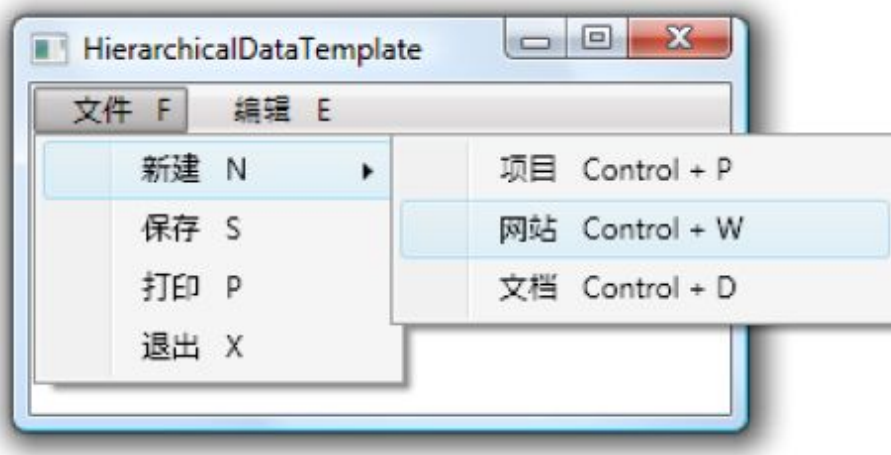 HierarchicalDataTemplate
文件 F 编辑 E
新建 N
保存 S
打印 P
退出 X
项目 Control + P
网站 Control + W
文档 Control + D